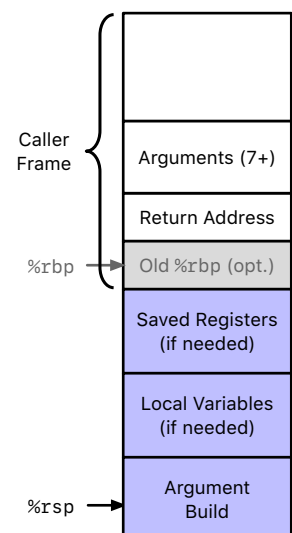 Caller
Frame
Arguments (7+)
Return Address
%rbp
Old %rbp (opt.)
Saved Registers
(if needed)
Local Variables
(if needed)
%rsp
Argument
Build